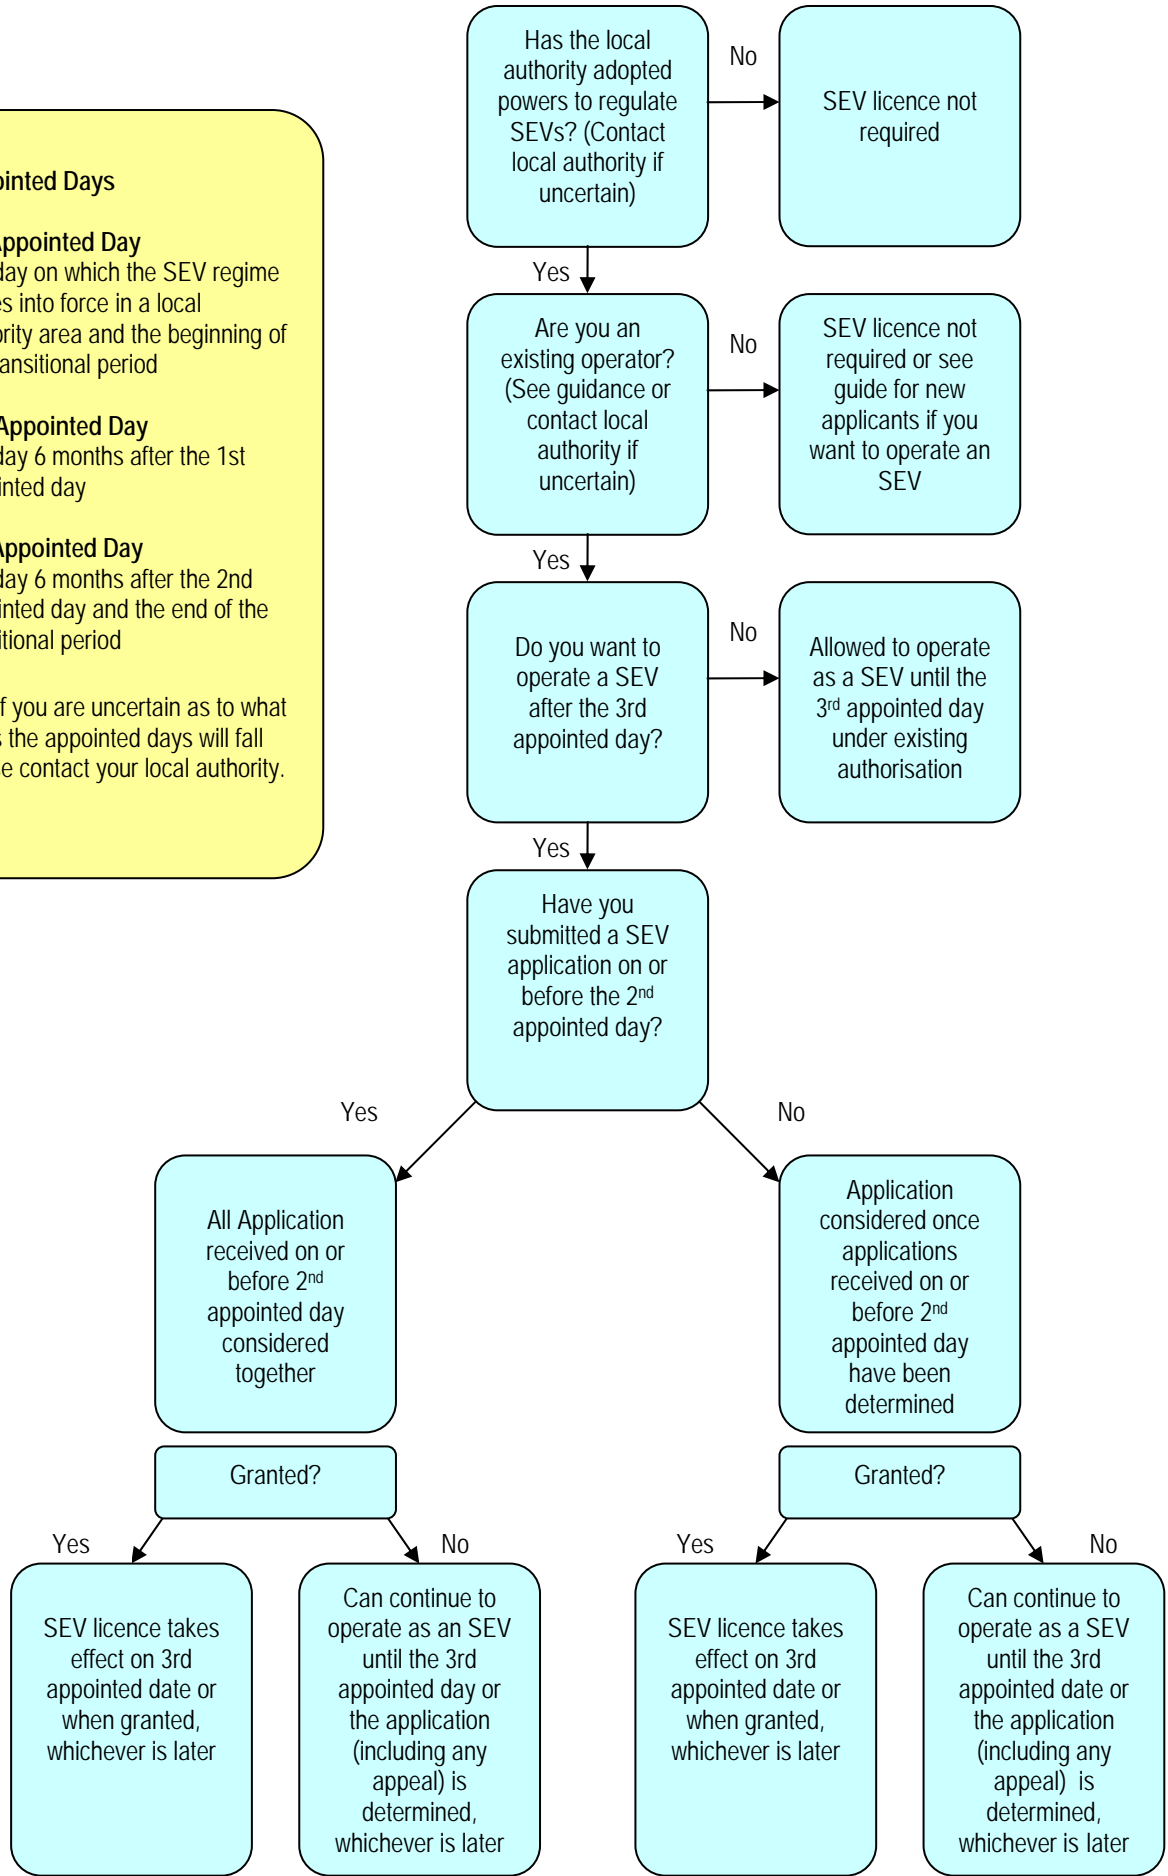 Has the local
authority adopted
powers to regulate
SEVs? (Contact
local authority if
uncertain)
No
SEV licence not
required
ointed Days
Appointed Day
day on which the SEV regime
es into force in a local
ority area and the beginning of
ransitional period
Appointed Day
day 6 months after the 1st
inted day
Appointed Day
day 6 months after the 2nd
inted day and the end of the
itional period
f you are uncertain as to what
s the appointed days will fall
se contact your local authority.
Yes
Are you an
existing operator?
(See guidance or
contact local
authority if
uncertain)
No
SEV licence not
required or see
guide for new
applicants if you
want to operate an
SEV
Yes
Do you want to
operate a SEV
after the 3rd
appointed day?
No
Allowed to operate
as a SEV until the
3rd appointed day
under existing
authorisation
Yes
Have you
submitted a SEV
application on or
before the 2nd
appointed day?
Yes
No
All Application
received on or
before 2nd
appointed day
considered
together
Application
considered once
applications
received on or
before 2nd
appointed day
have been
determined
Granted?
Granted?
Yes
No
Yes
No
SEV licence takes
effect on 3rd
appointed date or
when granted,
whichever is later
Can continue to
operate as an SEV
until the 3rd
appointed day or
the application
(including any
appeal) is
determined,
whichever is later
SEV licence takes
effect on 3rd
appointed date or
when granted,
whichever is later
Can continue to
operate as a SEV
until the 3rd
appointed date or
the application
(including any
appeal)  is
determined,
whichever is later